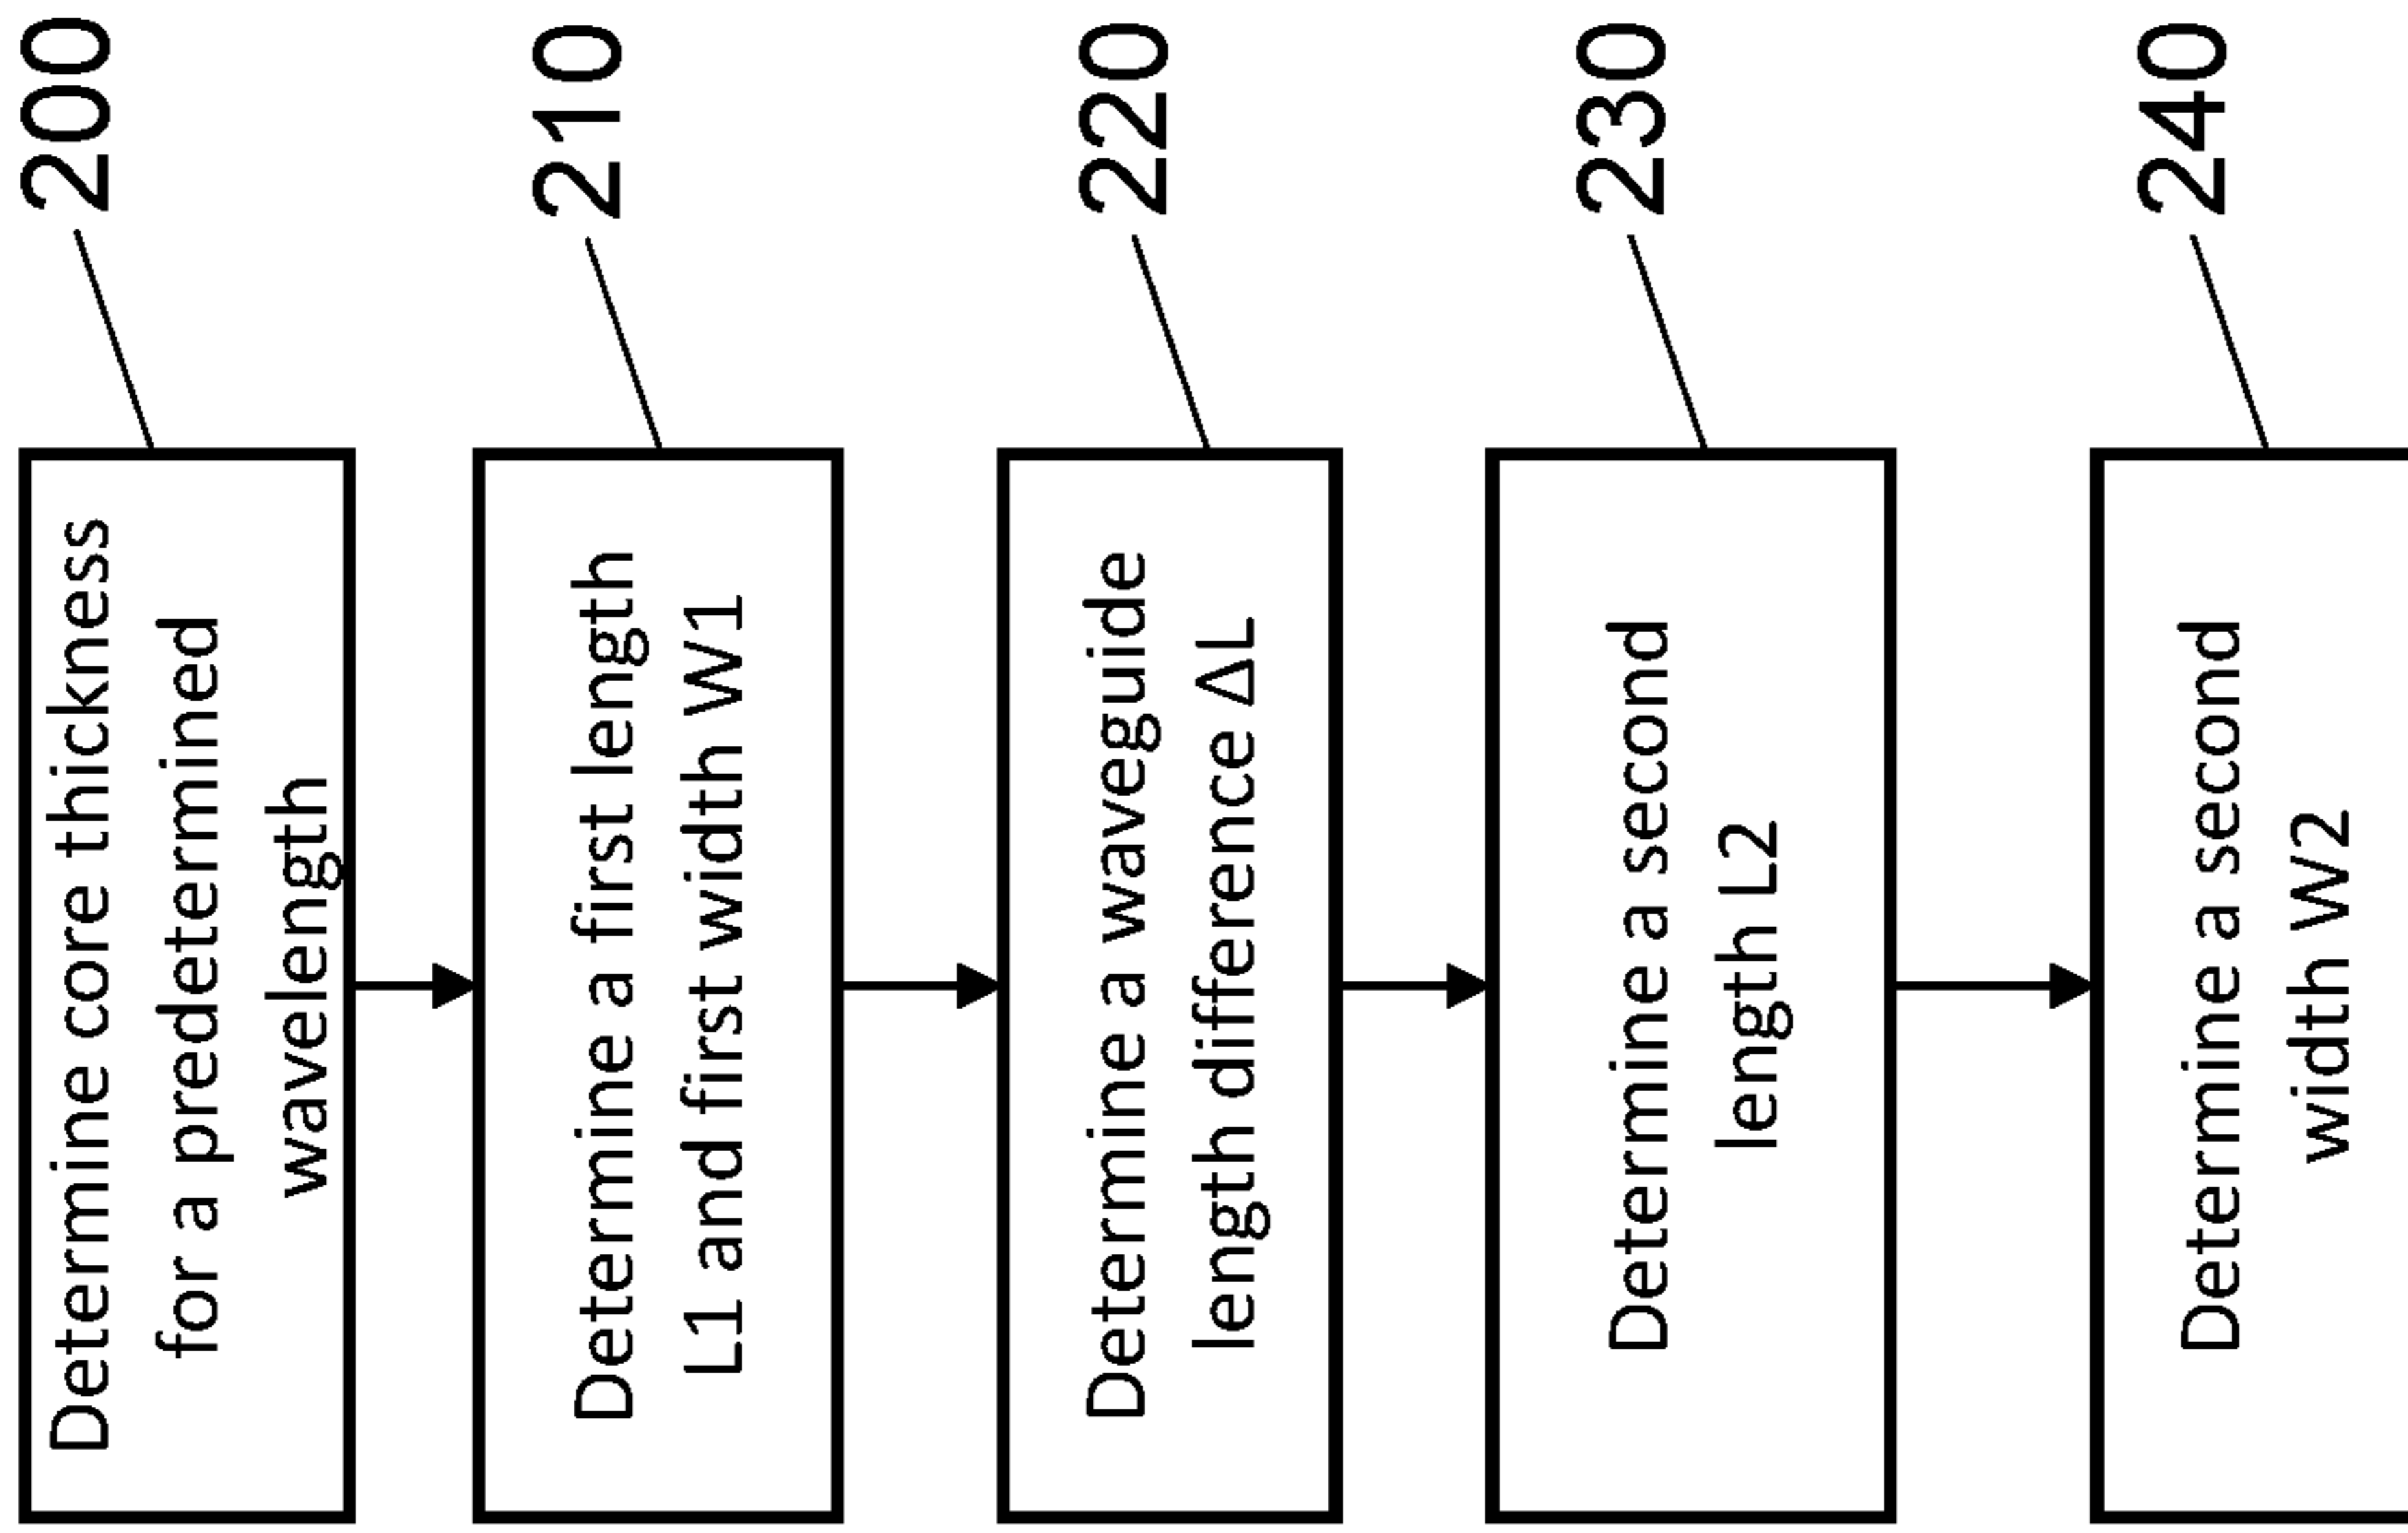 Determine core thickness
for a predetermined
wavelength
200
Determine a first length
L1 and first width W1
210
Determine a waveguide
length difference ΔL
220
Determine a second
length L2
230
Determine a second
width W2
240